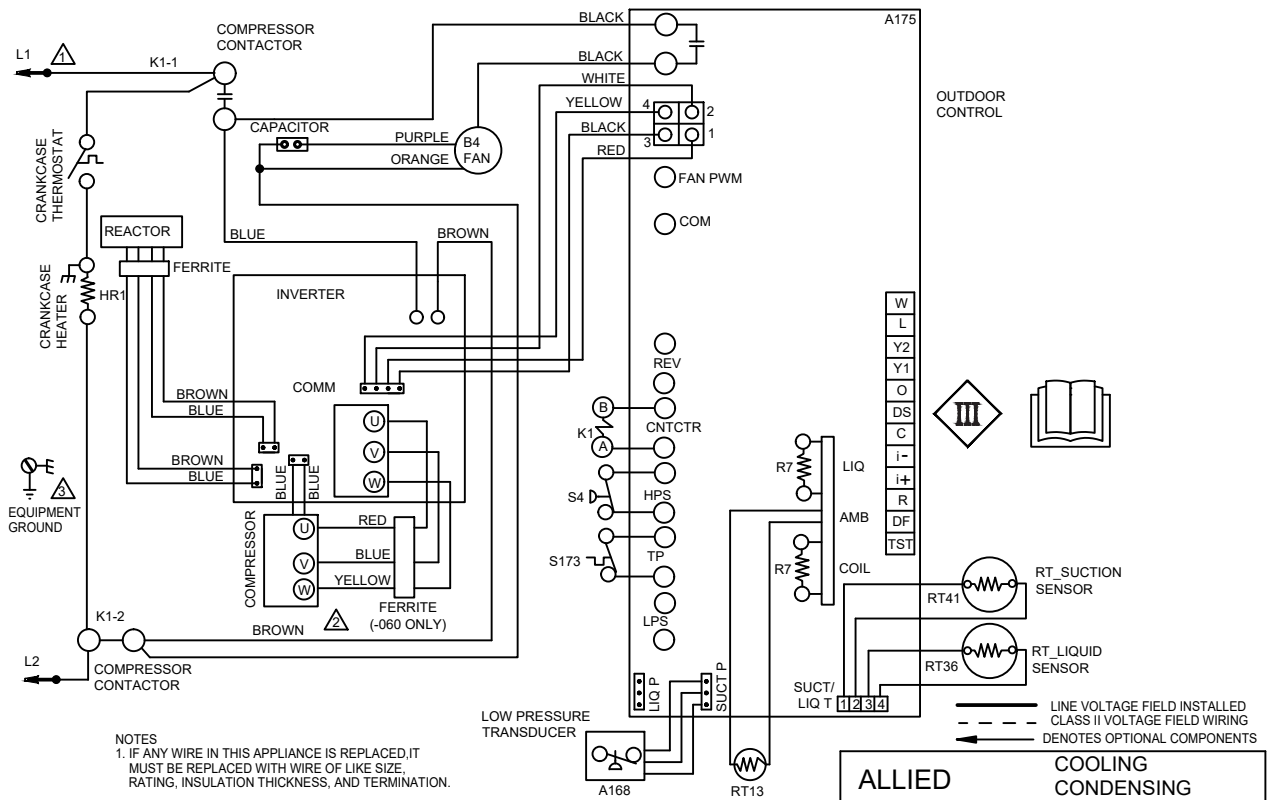 BLACK
A175
COMPRESSOR
CONTACTOR
L1
1
K1-1
BLACK
WHITE
YELLOW
4
2
OUTDOOR
CONTROL
CAPACITOR
PURPLE
B4
FAN
ORANGE
BLACK
3
1
RED
FAN PWM
COM
CRANKCASE
THERMOSTAT
REACTOR
BLUE
BROWN
FERRITE
INVERTER
CRANKCASE
HEATER
HR1
W
L
Y2
Y1
O
DS
C
i-
i+
R
DF
TST
III
REV
COMM
BROWN
BLUE
B
K1
A
CNTCTR
U
V
W
BROWN
BLUE
BLUE
BLUE
S4
HPS
R7
LIQ
AMB
3
EQUIPMENT
GROUND
COMPRESSOR
U
V
W
RED
BLUE
YELLOW
S173
TP
R7
COIL
FERRITE
(-060 ONLY)
2
LPS
RT41
RT_SUCTION
SENSOR
K1-2
BROWN
L2
COMPRESSOR
CONTACTOR
RT36
RT_LIQUID
SENSOR
LIQ P
SUCT P
SUCT/
LIQ T
1 2 3 4
LOW PRESSURE
TRANSDUCER
A168
RT13
LINE VOLTAGE FIELD INSTALLED
CLASS II VOLTAGE FIELD WIRING
DENOTES OPTIONAL COMPONENTS
NOTES
1. IF ANY WIRE IN THIS APPLIANCE IS REPLACED,IT
MUST BE REPLACED WITH WIRE OF LIKE SIZE,
RATING, INSULATION THICKNESS, AND TERMINATION.
ALLIED
COOLING
CONDENSING